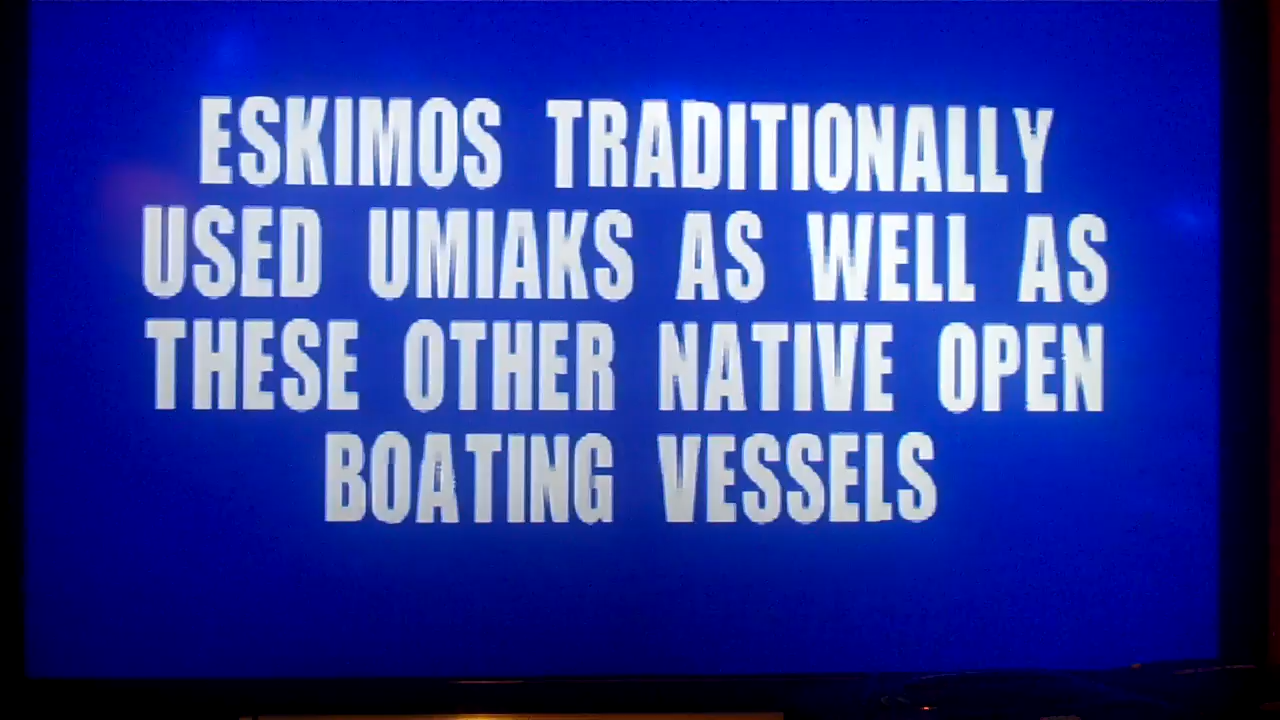 ESKIMOS TRADITIONALLY
USED UMIAKS AS WELL AS
THESE OTHER NATIVE OPEN
BOATING VESSELS